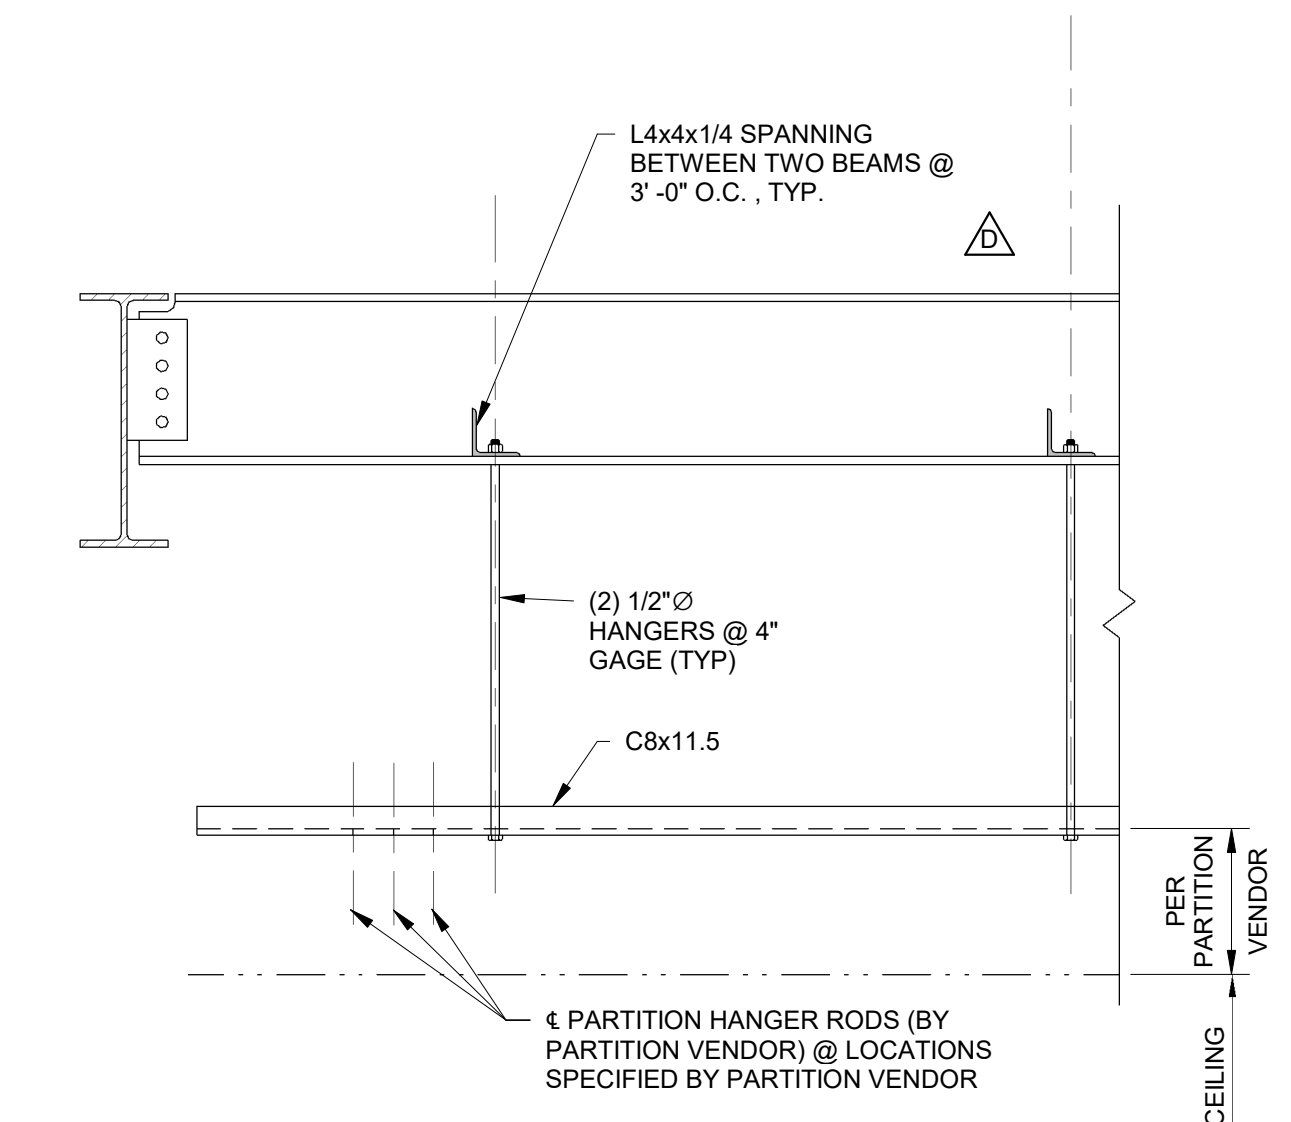 L4x4x1/4 SPANNING
BETWEEN TWO BEAMS @
3' -0" O.C. , TYP.
D
(2) 1/2"Ø
HANGERS @ 4"
GAGE (TYP)
C8x11.5
PER
PARTITION
VENDOR
℄ PARTITION HANGER RODS (BY
PARTITION VENDOR) @ LOCATIONS
SPECIFIED BY PARTITION VENDOR
CEILING